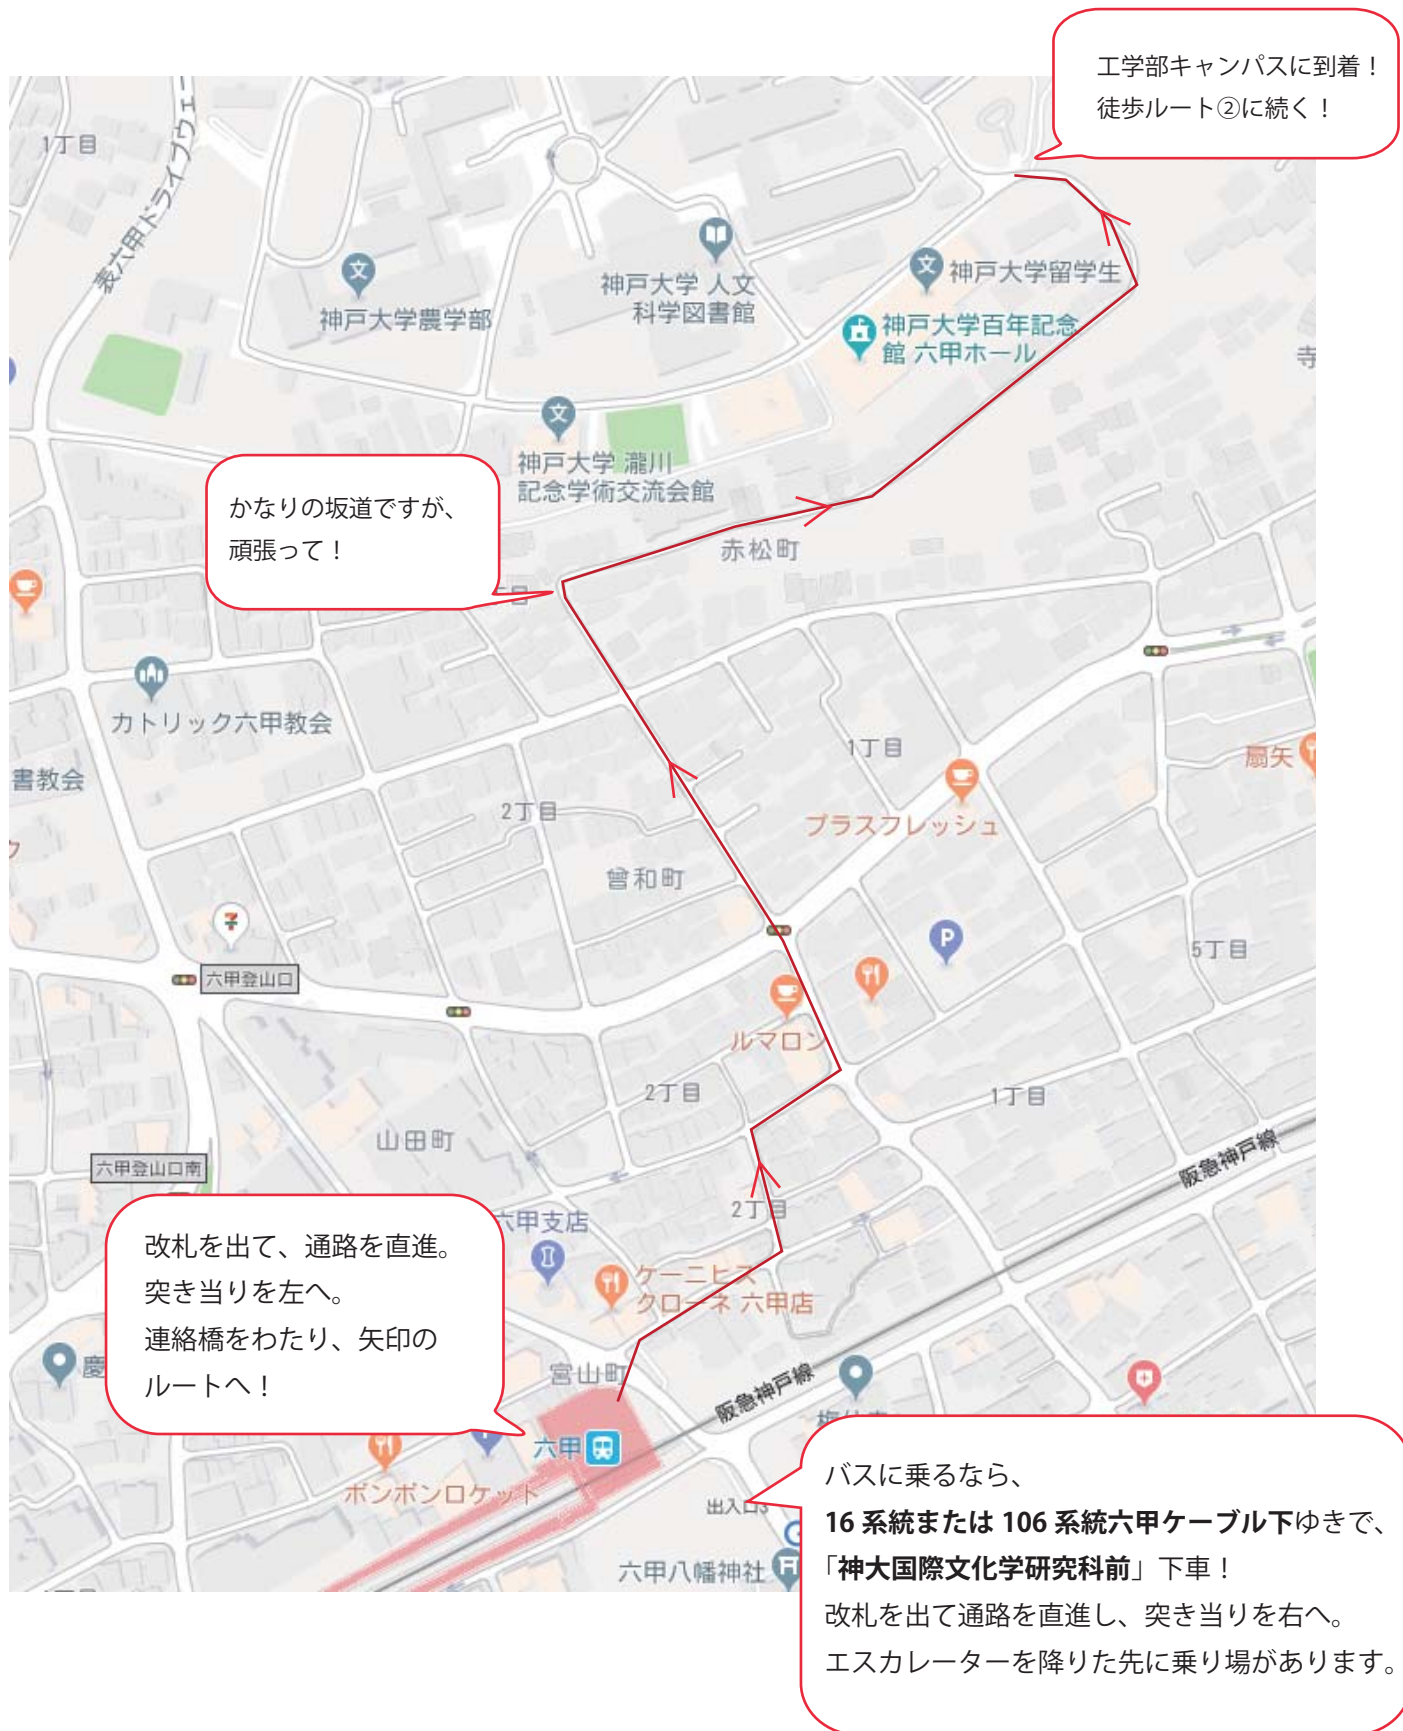 工学部キャンパスに到着！
徒歩ルート②に続く！
1丁目
表六甲ドライブウェー
神戸大学農学部
神戸大学 人文
科学図書館
神戸大学留学生
神戸大学百年記念
館 六甲ホール
寺
神戸大学 瀧川
記念学術交流会館
かなりの坂道ですが、
頑張って！
赤松町
目
カトリック六甲教会
書教会
ク
1丁目
扇矢
プラスフレッシュ
2丁目
曾和町
P
5丁目
六甲登山口
ルマロン
2丁目
1丁目
山田町
六甲登山口南
阪急神戸線
2丁目
六甲支店
ケーニヒス
クローネ 六甲店
改札を出て、通路を直進。
突き当りを左へ。
連絡橋をわたり、矢印の
ルートへ！
慶
宮山町
阪急神戸線
六甲
ポンポンロケット
出入口3
六甲八幡神社
バスに乗るなら、
16 系統または 106 系統六甲ケーブル下ゆきで、
「神大国際文化学研究科前」下車！
改札を出て通路を直進し、突き当りを右へ。
エスカレーターを降りた先に乗り場があります。